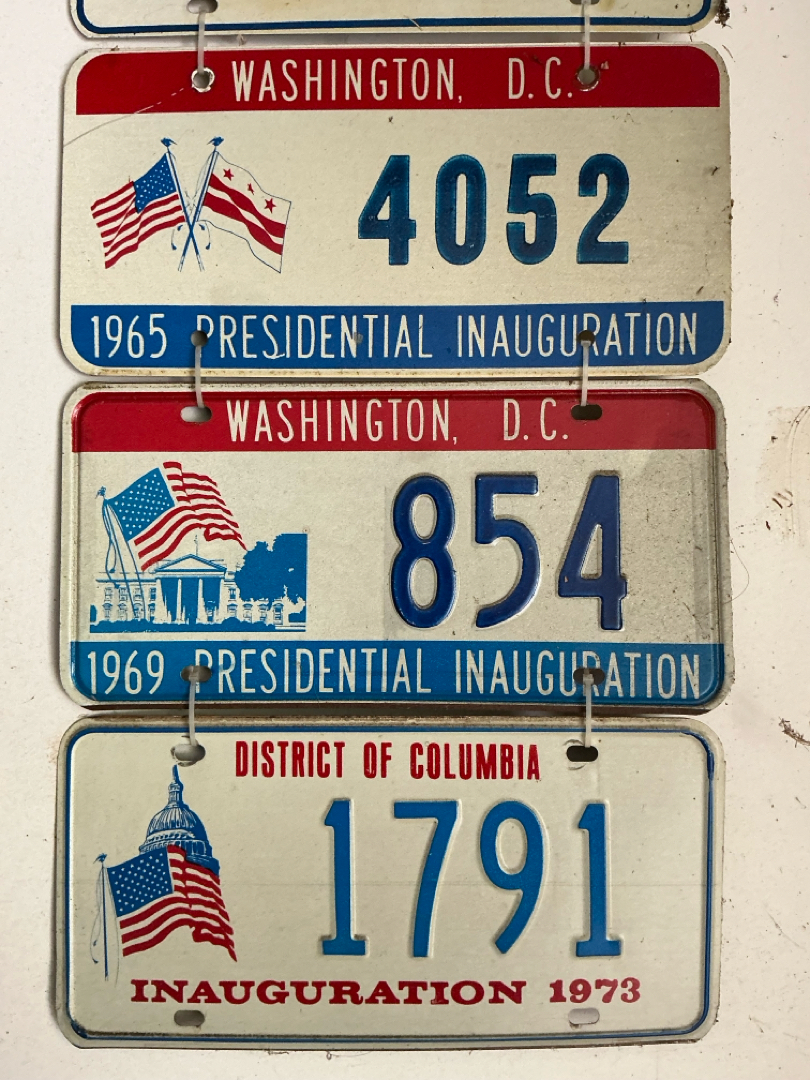 WASHINGTON, D.C.
4052
1965 PRESIDENTIAL INAUGURATION
WASHINGTON, D.C.
854
1969 PRESIDENTIAL INAUGURATION
DISTRICT OF COLUMBIA
1791
INAUGURATION 1973